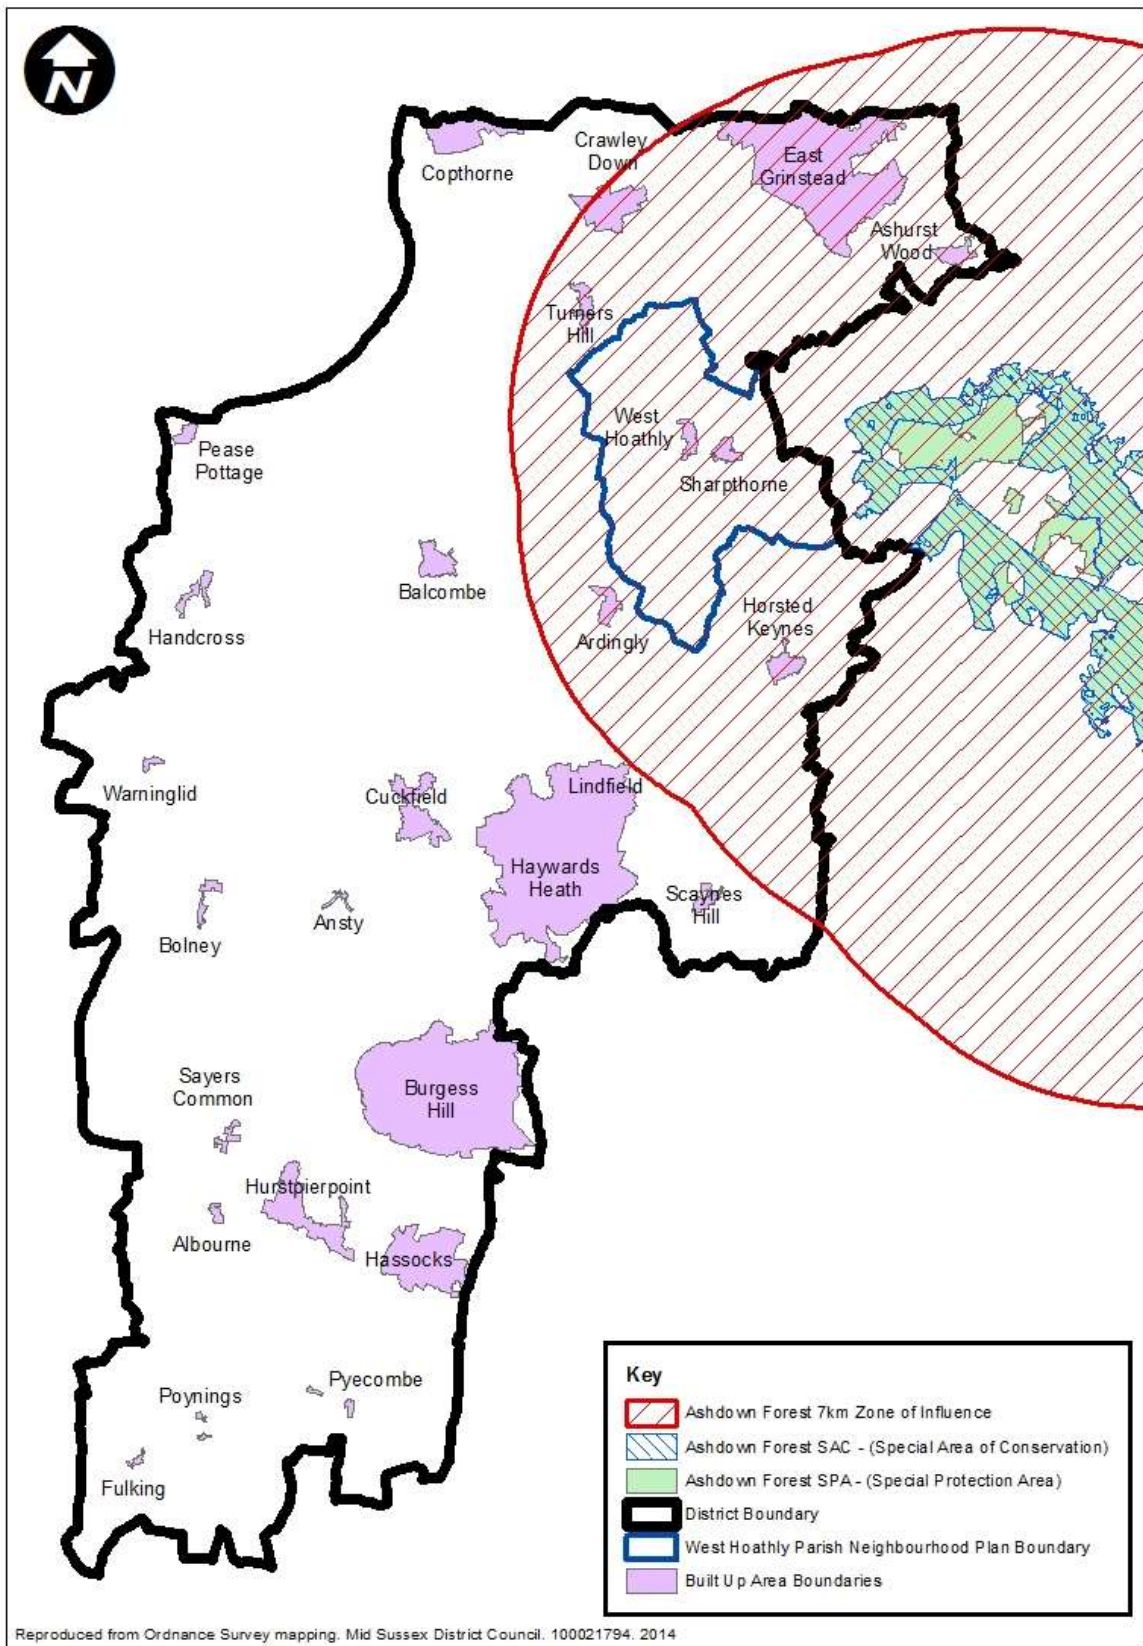 N
Copthorne
Crawley
Down
East
Grinstead
Ashurst
Wood
Turners
Hill
West
Hoathly
Sharpthorne
Pease
Pottage
Balcombe
Handcross
Ardingly
Horsted
Keynes
Warninglid
Cuckfield
Lindfield
Haywards
Heath
Scaynes
Hill
Bolney
Ansty
Sayers
Common
Burgess
Hill
Hurstpierpoint
Albourne
Hassocks
Poynings
Pyecombe
Fulking
Key
Ashdown Forest 7km Zone of Influence
Ashdown Forest SAC - (Special Area of Conservation)
Ashdown Forest SPA - (Special Protection Area)
District Boundary
West Hoathly Parish Neighbourhood Plan Boundary
Built Up Area Boundaries
Reproduced from Ordnance Survey mapping. Mid Sussex District Council. 100021794. 2014